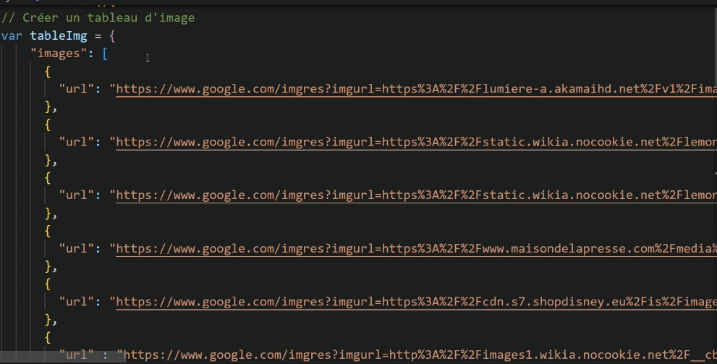 // Créer un tableau d'image
var tableImg = {
"images": [
{
"url": "https://www.google.com/imgres?imgurl=https%3A%2F%2Flumiere-a.akamaihd.net%2Fv1%2Fima
},
{
"url": "https://www.google.com/imgres?imgurl=https%3A%2F%2Fstatic.wikia.nocookie.net%2Flemon
},
{
"url": "https://www.google.com/imgres?imgurl=https%3A%2F%2Fstatic.wikia.nocookie.net%2Flemon
},
{
"url": "https://www.google.com/imgres?imgurl=https%3A%2F%2Fwww.maisondelapresse.com%2Fmedia%
},
{
"url": "https://www.google.com/imgres?imgurl=https%3A%2F%2Fcdn.s7.shopdisney.eu%2Fis%2Fimage
},
{
"url" : "https://www.google.com/imgres?imgurl=http%3A%2F%2Fimages1.wikia.nocookie.net%2F__cb